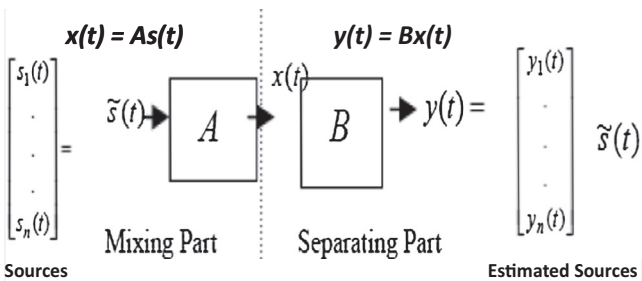 x(t) = As(t)
y(t) = Bx(t)
s₁(t)
.
.
.
sₙ(t)
=
s̃(t)
A
x(t)
B
y(t) =
y₁(t)
.
.
.
yₙ(t)
s̃(t)
Mixing Part
Separating Part
Sources
Estimated Sources